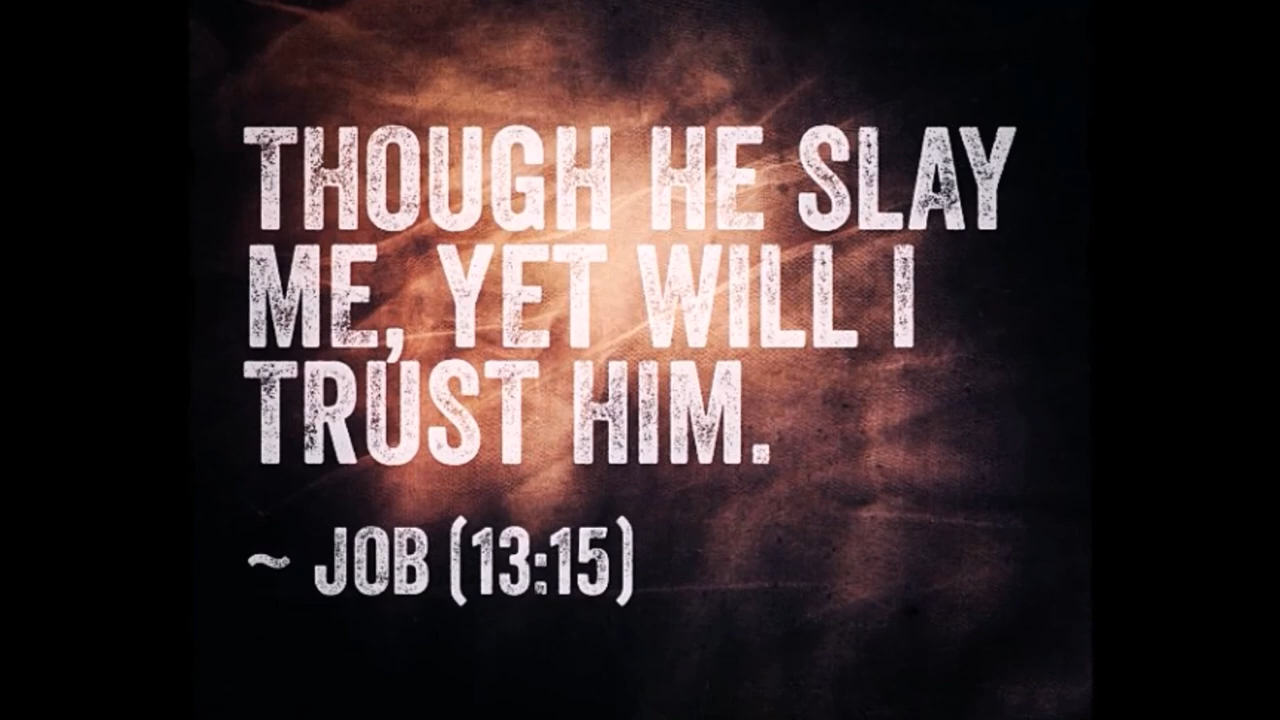 THOUGH HE SLAY
ME, YET WILL I
TRUST HIM.
~ JOB (13:15)